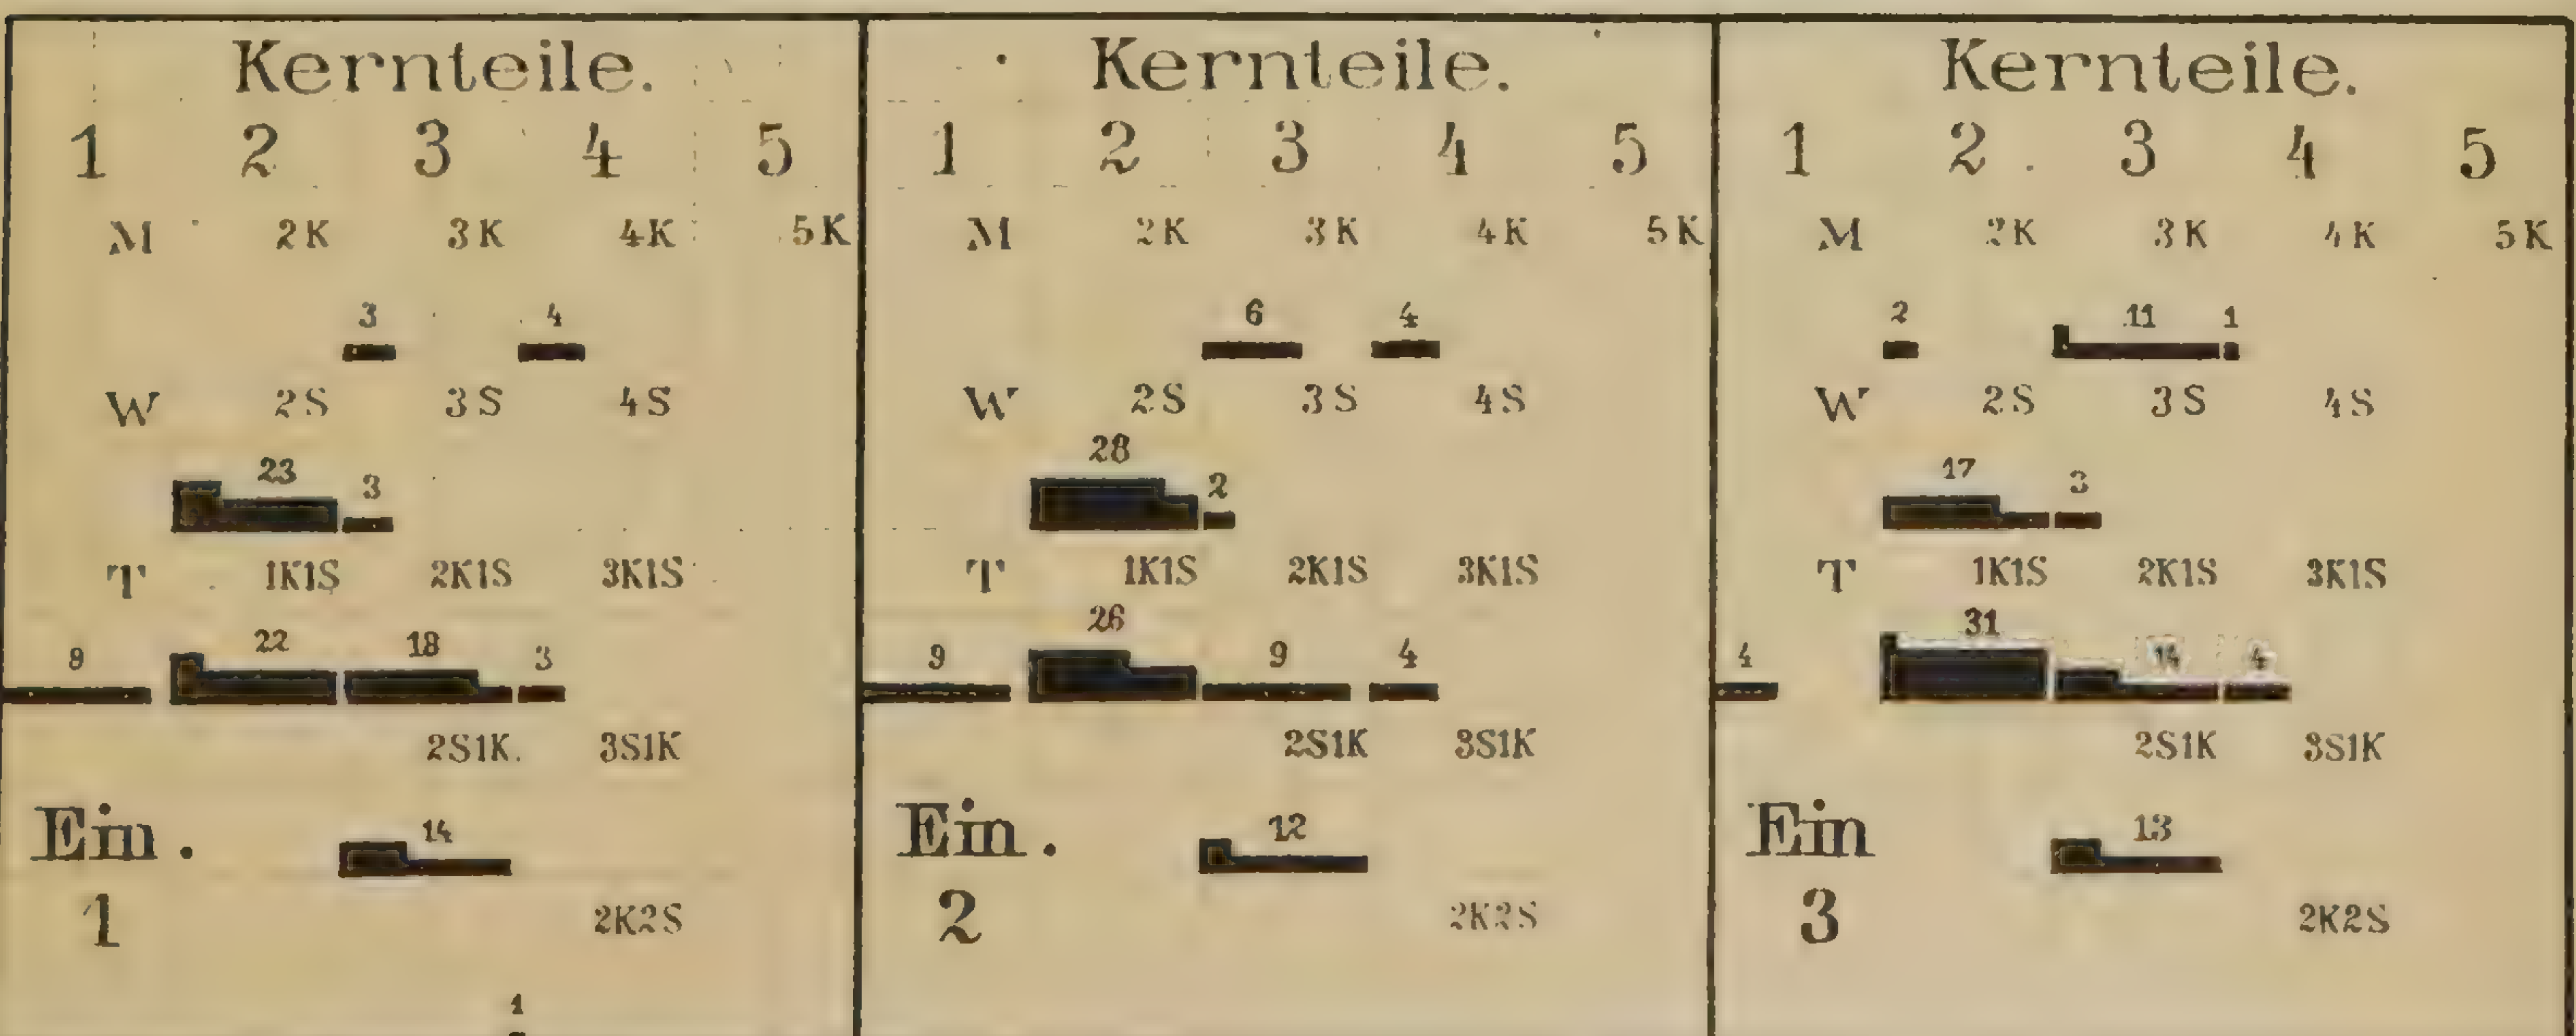 Kernteile.
1 2 3 4 5
M 2K 3K 4K 5K
3 4
W 2S 3S 4S
23 3
T 1K1S 2K1S 3K1S
9 22 18 3
2S1K. 3S1K
Ein. 14
1 2K2S
1
Kernteile.
1 2 3 4 5
M 2K 3K 4K 5K
6 4
W 2S 3S 4S
28 2
T 1K1S 2K1S 3K1S
9 26 9 4
2S1K 3S1K
Ein. 12
2 2K2S
Kernteile.
1 2 3 4 5
M 2K 3K 4K 5K
2 11 1
W 2S 3S 4S
17 3
T 1K1S 2K1S 3K1S
4 31 14 4
2S1K 3S1K
Ein 13
3 2K2S